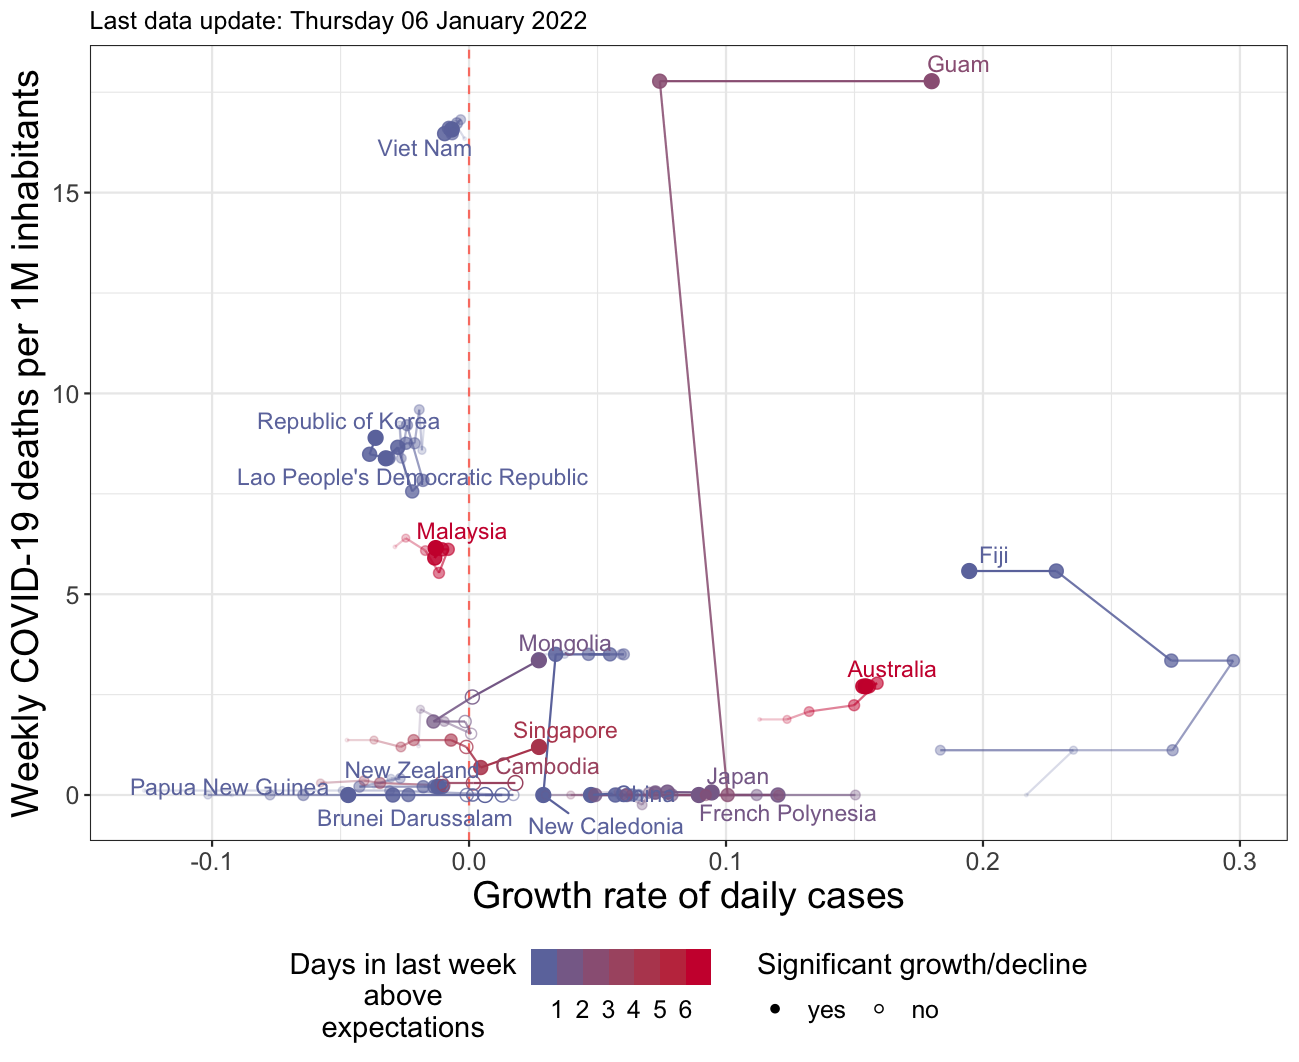 Last data update: Thursday 06 January 2022
Weekly COVID-19 deaths per 1M inhabitants
15
10
5
0
Guam
Viet Nam
Republic of Korea
Lao People's Democratic Republic
Malaysia
Fiji
Mongolia
Australia
Singapore
Cambodia
New Zealand
Papua New Guinea
China
Japan
Brunei Darussalam
New Caledonia
French Polynesia
-0.1
0.0
0.1
0.2
0.3
Growth rate of daily cases
Days in last week
above
expectations
1 2 3 4 5 6
Significant growth/decline
yes
no